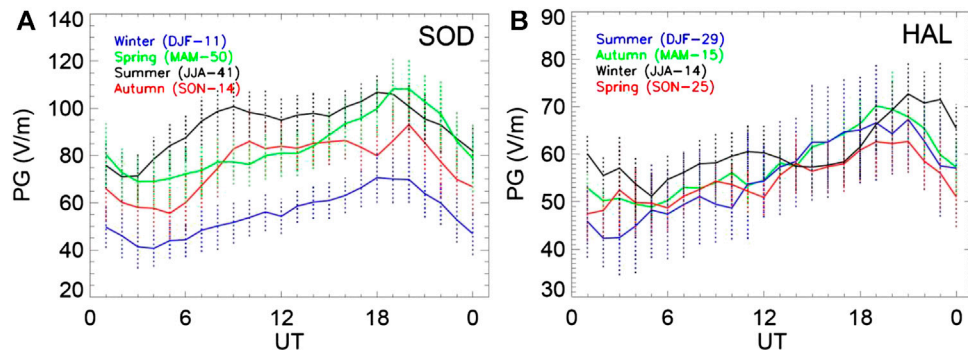 A
SOD
Winter (DJF-11)
Spring (MAM-50)
Summer (JJA-41)
Autumn (SON-14)
PG (V/m)
140
120
100
80
60
40
20
0 6 12 18 0
UT
B
HAL
Summer (DJF-29)
Autumn (MAM-15)
Winter (JJA-14)
Spring (SON-25)
PG (V/m)
90
80
70
60
50
40
30
0 6 12 18 0
UT